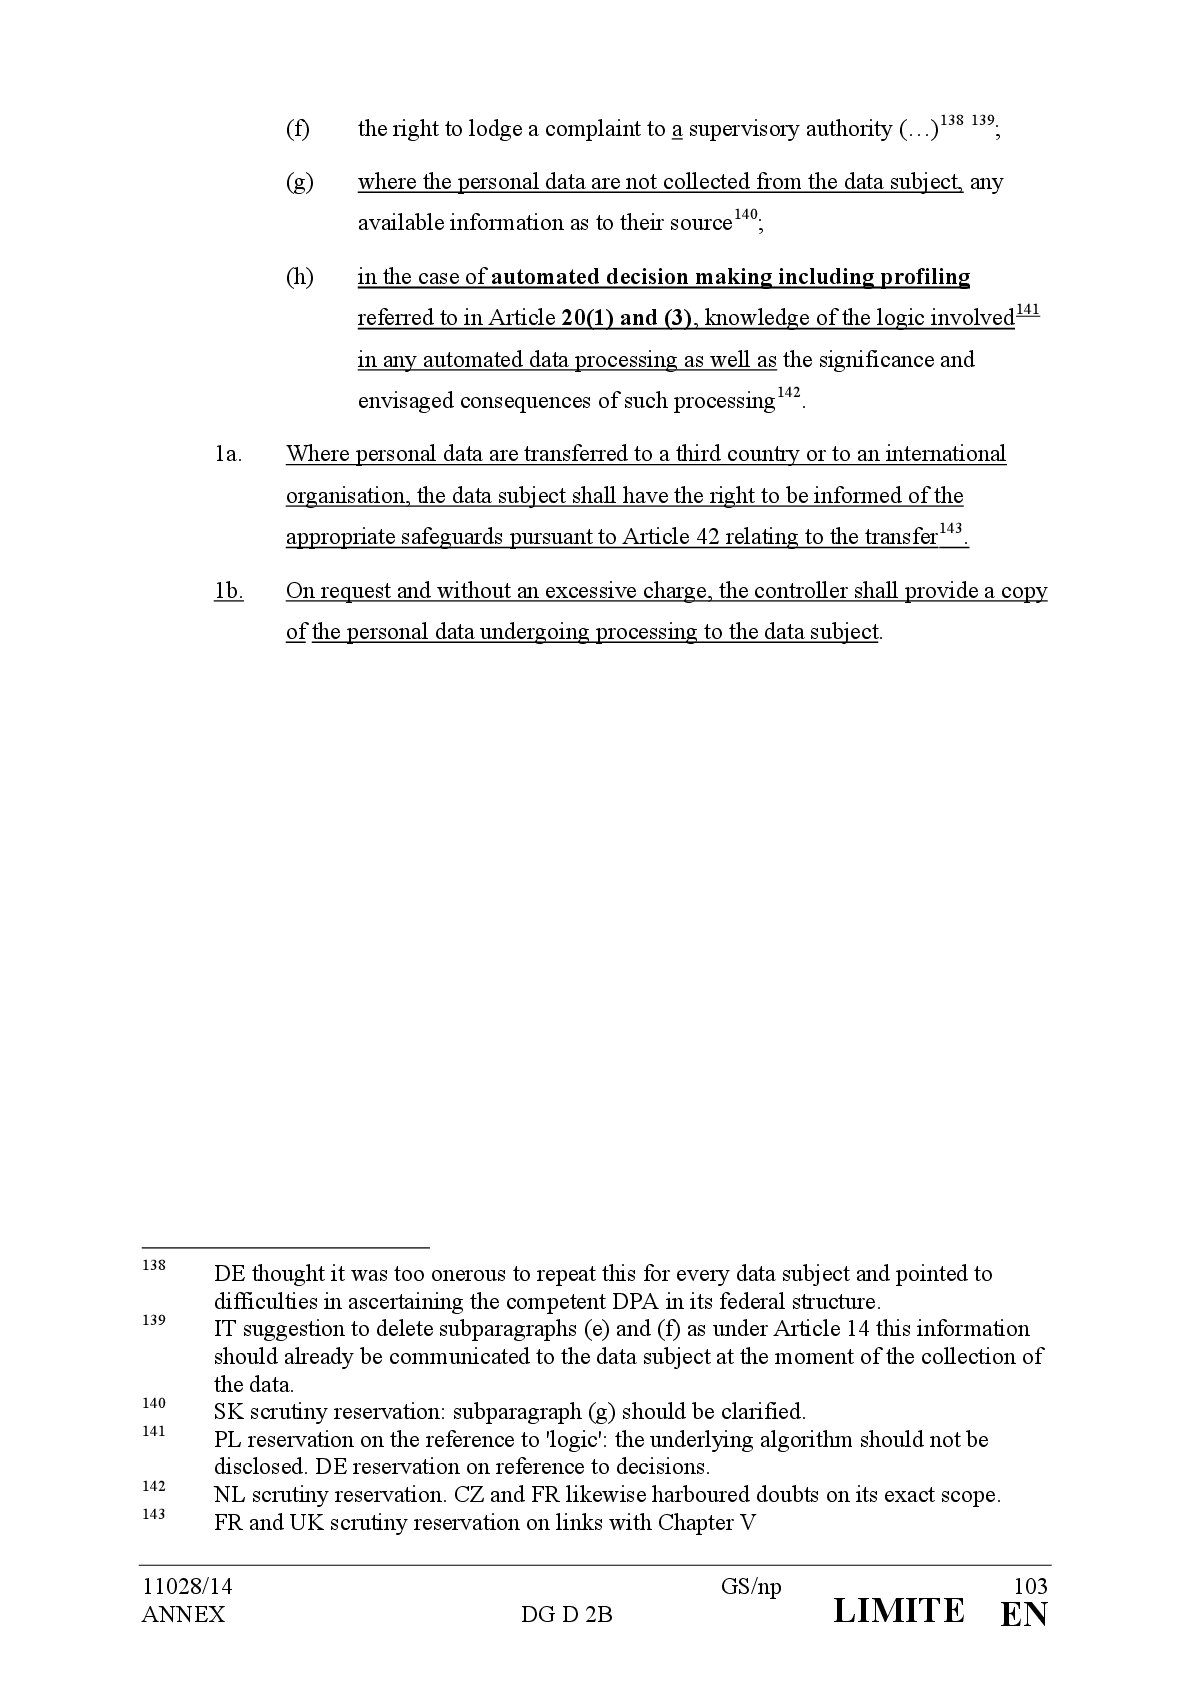 (f) the right to lodge a complaint to a supervisory authority (…)138 139;
(g) where the personal data are not collected from the data subject, any
available information as to their source140;
(h) in the case of automated decision making including profiling
referred to in Article 20(1) and (3), knowledge of the logic involved141
in any automated data processing as well as the significance and
envisaged consequences of such processing142.
1a. Where personal data are transferred to a third country or to an international
organisation, the data subject shall have the right to be informed of the
appropriate safeguards pursuant to Article 42 relating to the transfer143.
1b. On request and without an excessive charge, the controller shall provide a copy
of the personal data undergoing processing to the data subject.
138 DE thought it was too onerous to repeat this for every data subject and pointed to
difficulties in ascertaining the competent DPA in its federal structure.
139 IT suggestion to delete subparagraphs (e) and (f) as under Article 14 this information
should already be communicated to the data subject at the moment of the collection of
the data.
140 SK scrutiny reservation: subparagraph (g) should be clarified.
141 PL reservation on the reference to 'logic': the underlying algorithm should not be
disclosed. DE reservation on reference to decisions.
142 NL scrutiny reservation. CZ and FR likewise harboured doubts on its exact scope.
143 FR and UK scrutiny reservation on links with Chapter V
11028/14 GS/np 103
ANNEX DG D 2B LIMITE EN